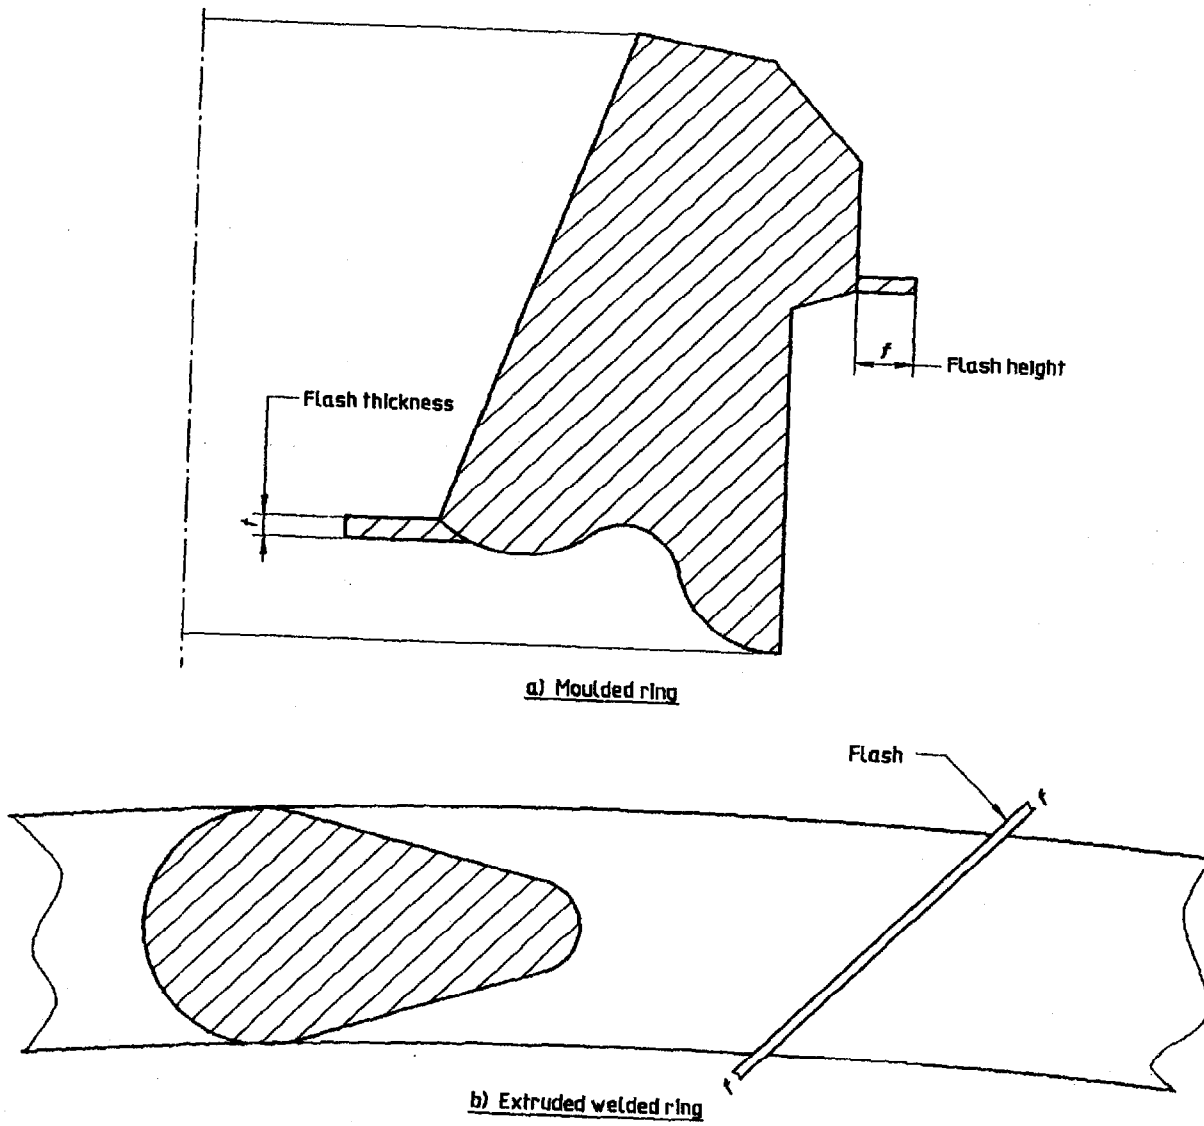 f
Flash height
Flash thickness
f
a) Moulded ring
Flash
f
f
b) Extruded welded ring